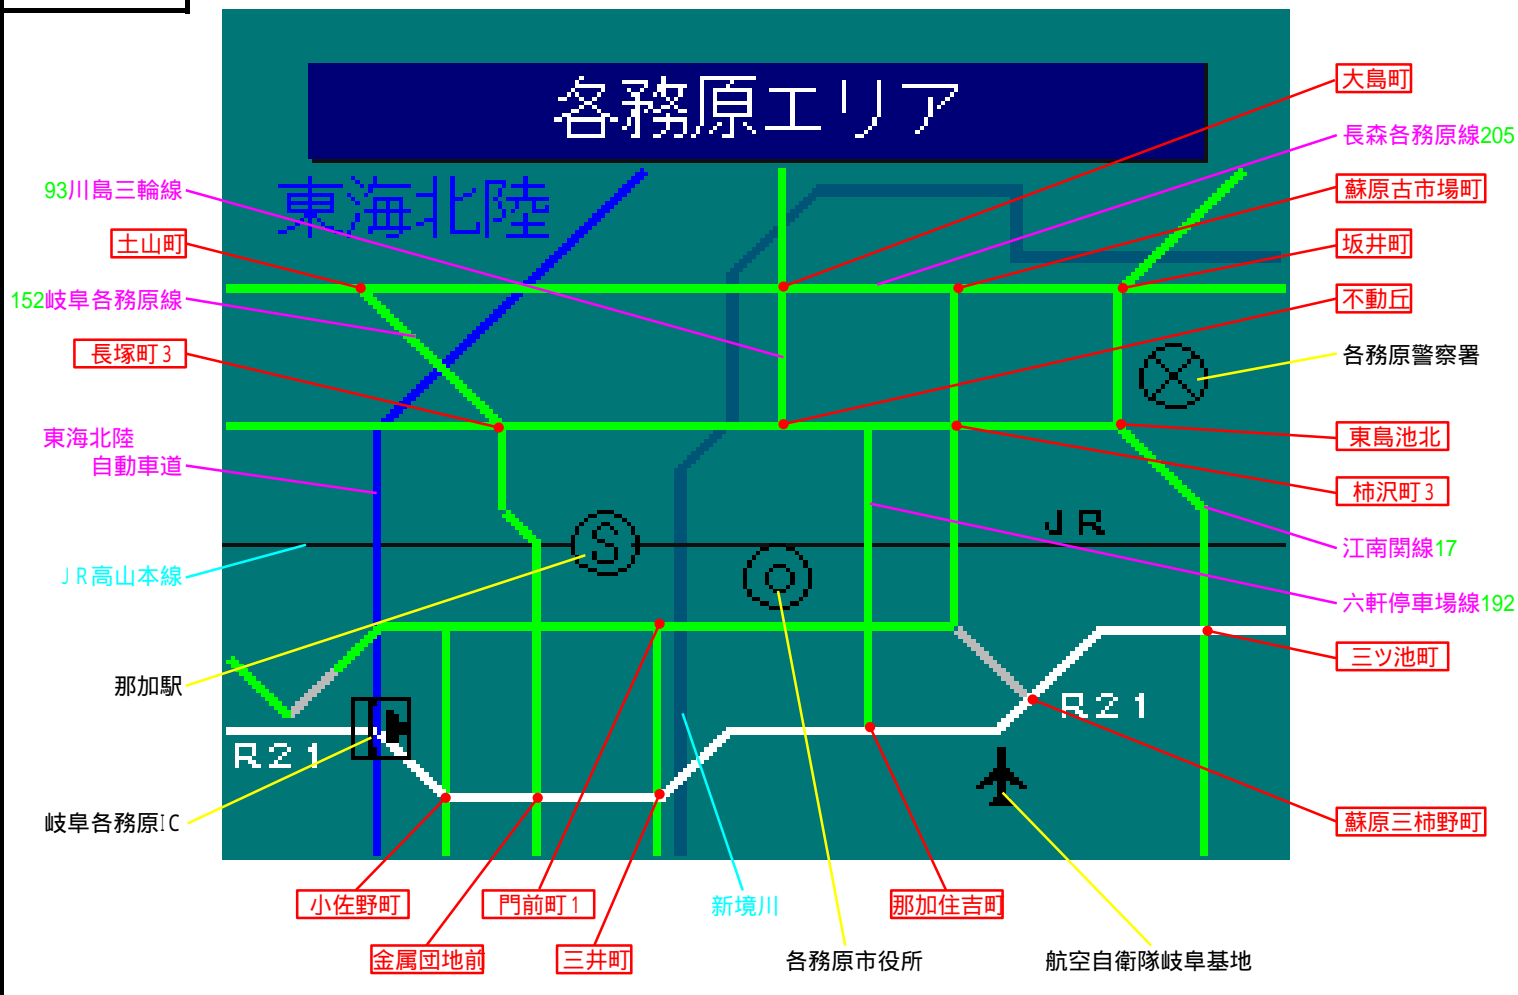 各務原エリア
東海北陸
JR
R21
R21
93川島三輪線
土山町
152岐阜各務原線
長塚町3
東海北陸
自動車道
JR高山本線
那加駅
岐阜各務原IC
大島町
長森各務原線205
蘇原古市場町
坂井町
不動丘
各務原警察署
東島池北
柿沢町3
江南関線17
六軒停車場線192
三ツ池町
蘇原三柿野町
小佐野町
門前町1
新境川
那加住吉町
金属団地前
三井町
各務原市役所
航空自衛隊岐阜基地
S